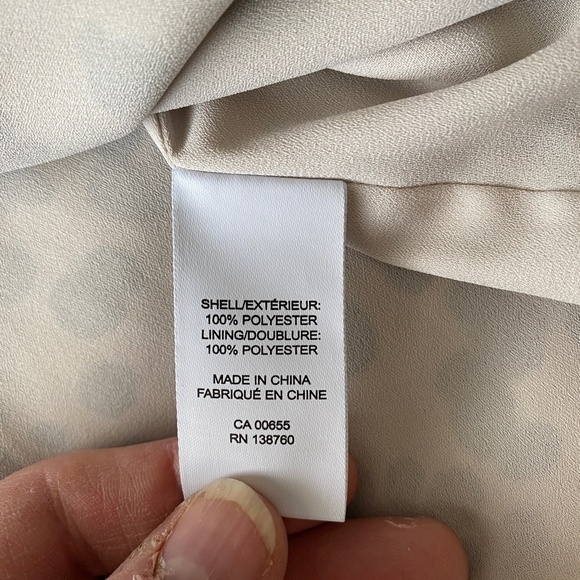 SHELL/EXTÉRIEUR:
100% POLYESTER
LINING/DOUBLURE:
100% POLYESTER
MADE IN CHINA
FABRIQUÉ EN CHINE
CA 00655
RN 138760